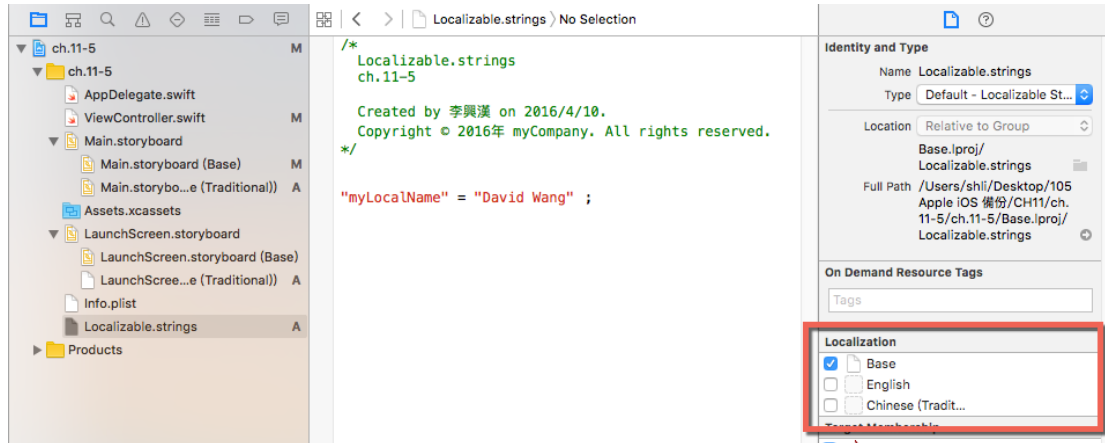 Localizable.strings 〉No Selection
ch.11-5 M
ch.11-5
AppDelegate.swift
ViewController.swift M
Main.storyboard
Main.storyboard (Base) M
Main.storybo...e (Traditional)) A
Assets.xcassets
LaunchScreen.storyboard
LaunchScreen.storyboard (Base)
LaunchScree...e (Traditional)) A
Info.plist
Localizable.strings A
Products
/*
Localizable.strings
ch.11-5
Created by 李興漢 on 2016/4/10.
Copyright © 2016年 myCompany. All rights reserved.
*/
"myLocalName" = "David Wang" ;
Identity and Type
Name Localizable.strings
Type Default - Localizable St...
Location Relative to Group
Base.lproj/
Localizable.strings
Full Path /Users/shli/Desktop/105
Apple iOS 備份/CH11/ch.
11-5/ch.11-5/Base.lproj/
Localizable.strings
On Demand Resource Tags
Tags
Localization
Base
English
Chinese (Tradit...
Target Membership